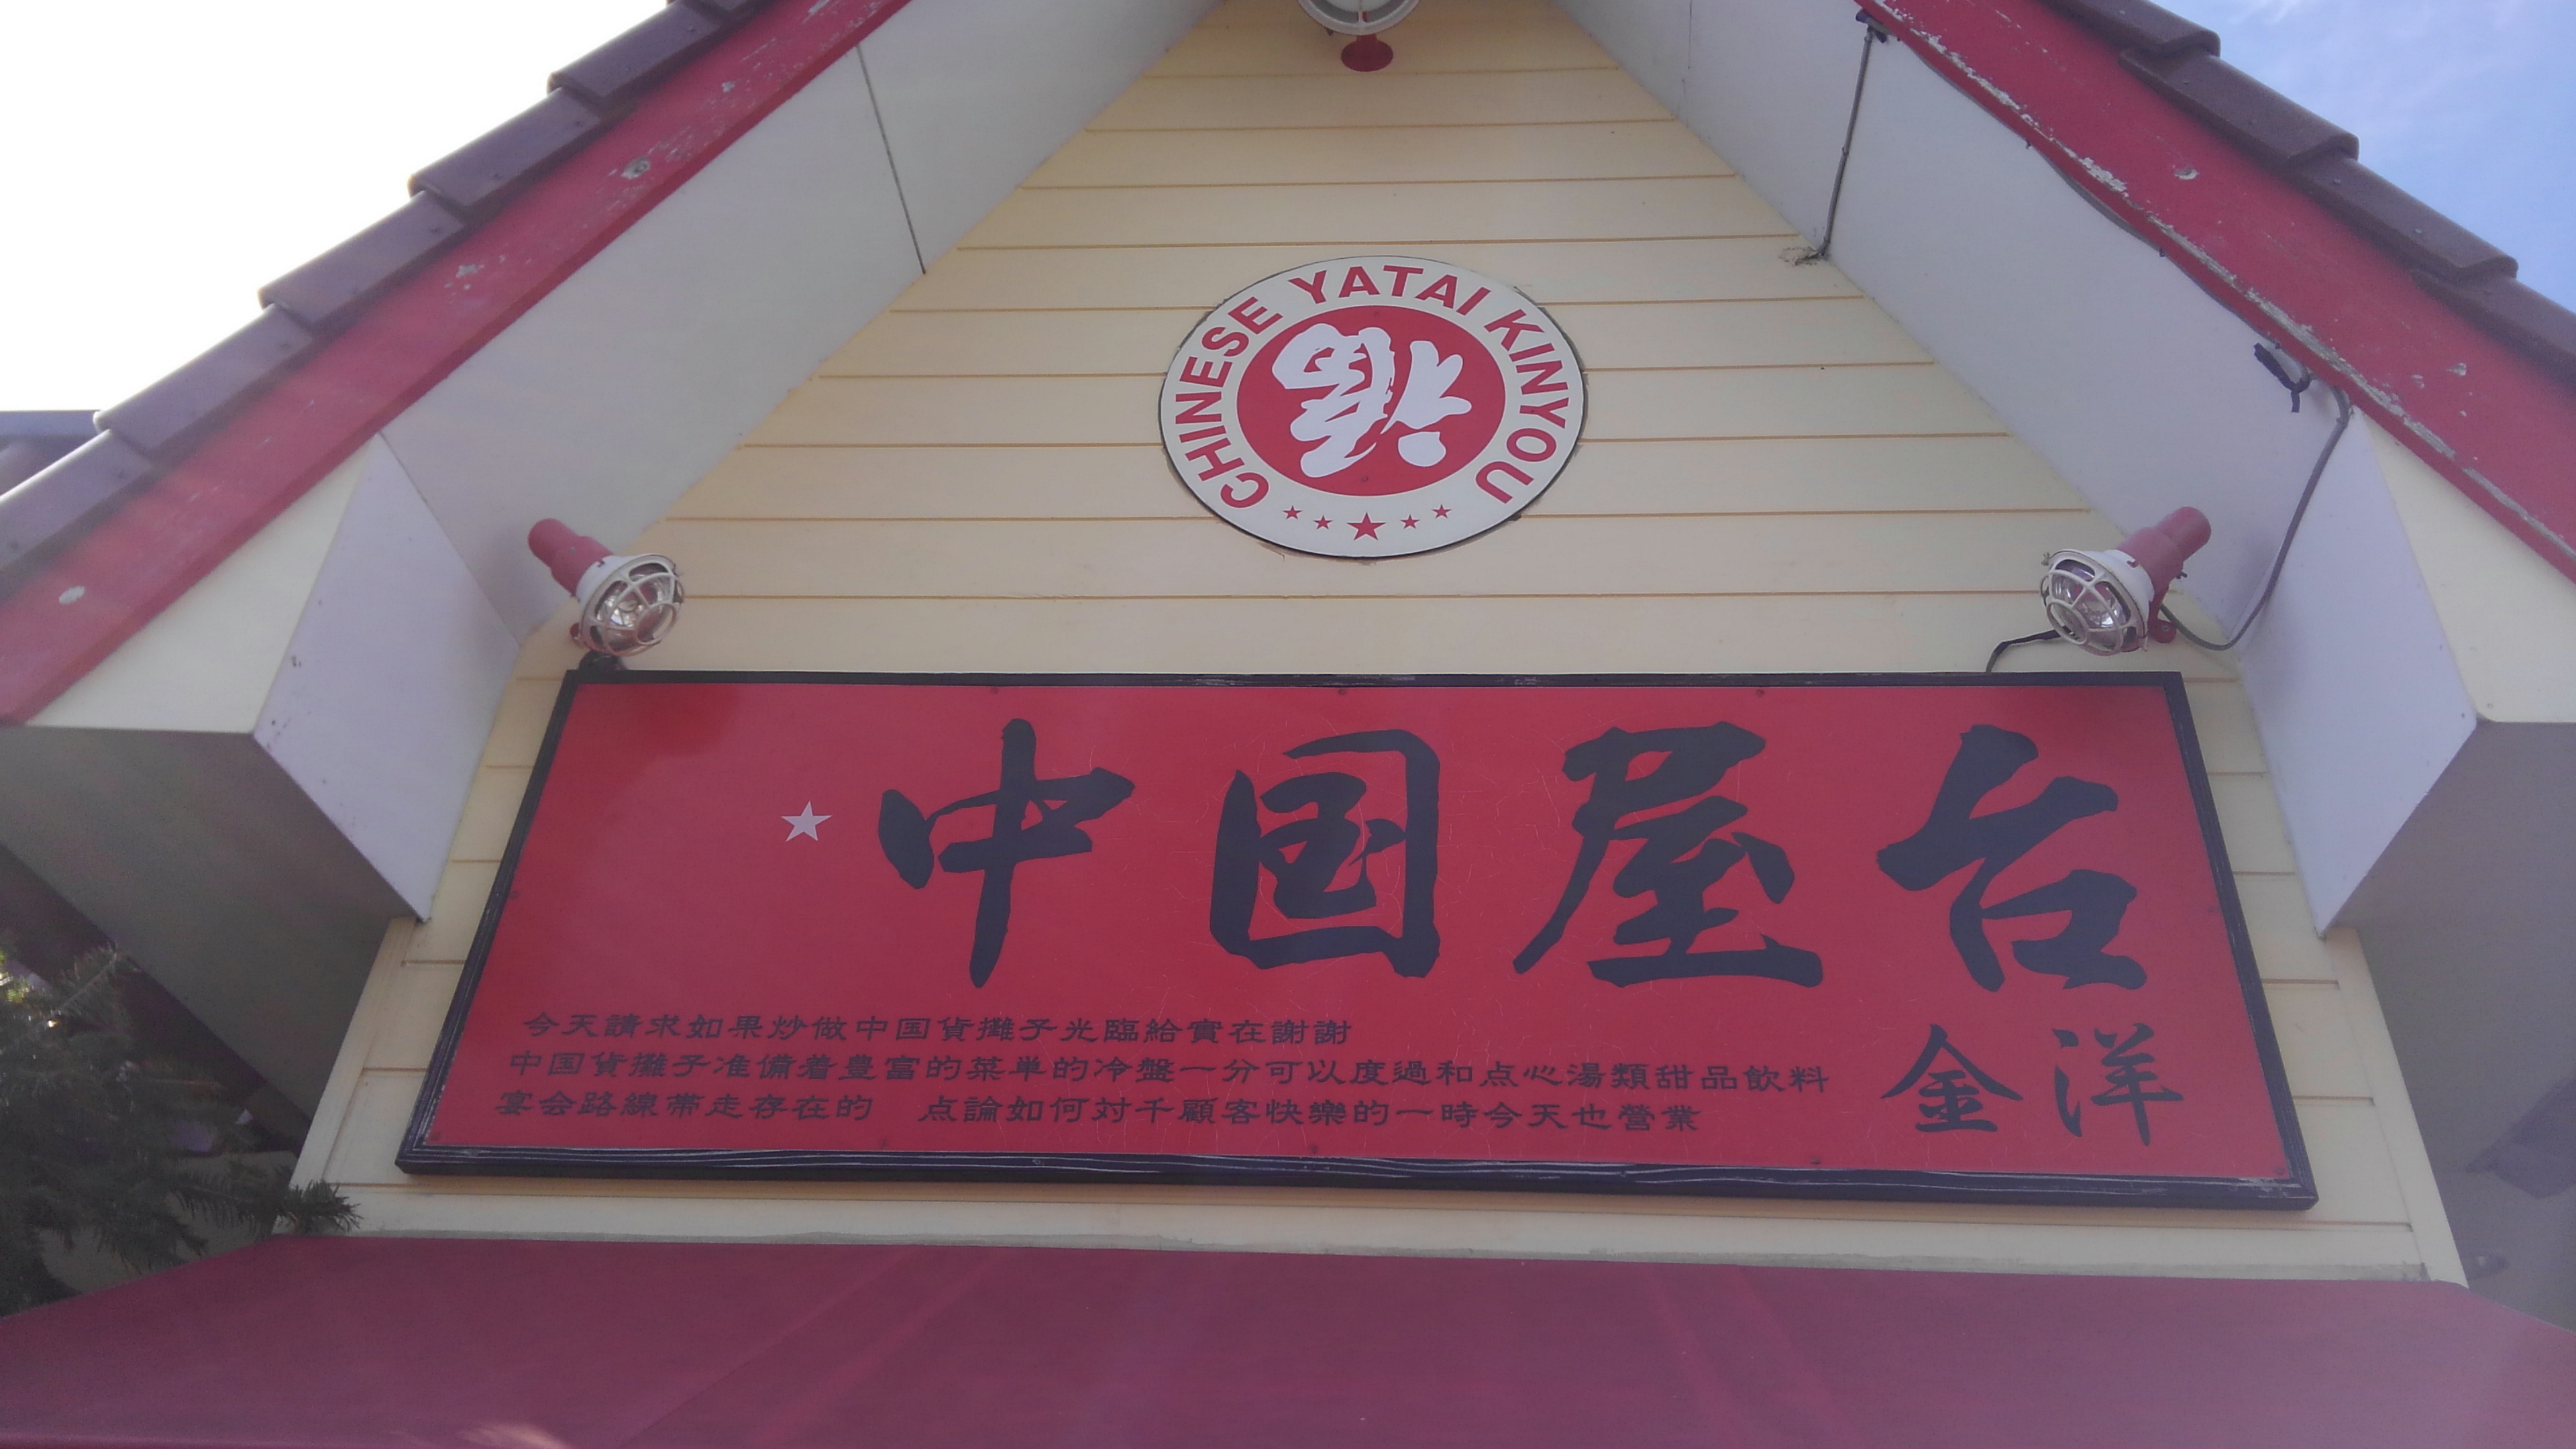 CHINESE YATAI KINYOU
福
中国屋台
金洋
今天請求如果炒做中国貨攤子光臨給實在謝謝
中国貨攤子准備着豊富的菜単的冷盤一分可以度過和点心湯類甜品飲料
宴会路線帯走存在的 点論如何対千顧客快樂的一時今天也營業